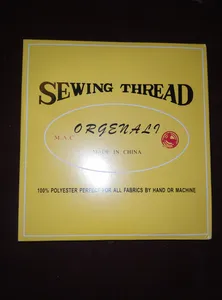 SEWING THREAD
ORGENALI
M.A.C
MADE IN CHINA
100% POLYESTER PERFECT FOR ALL FABRICS BY HAND OR MACHINE